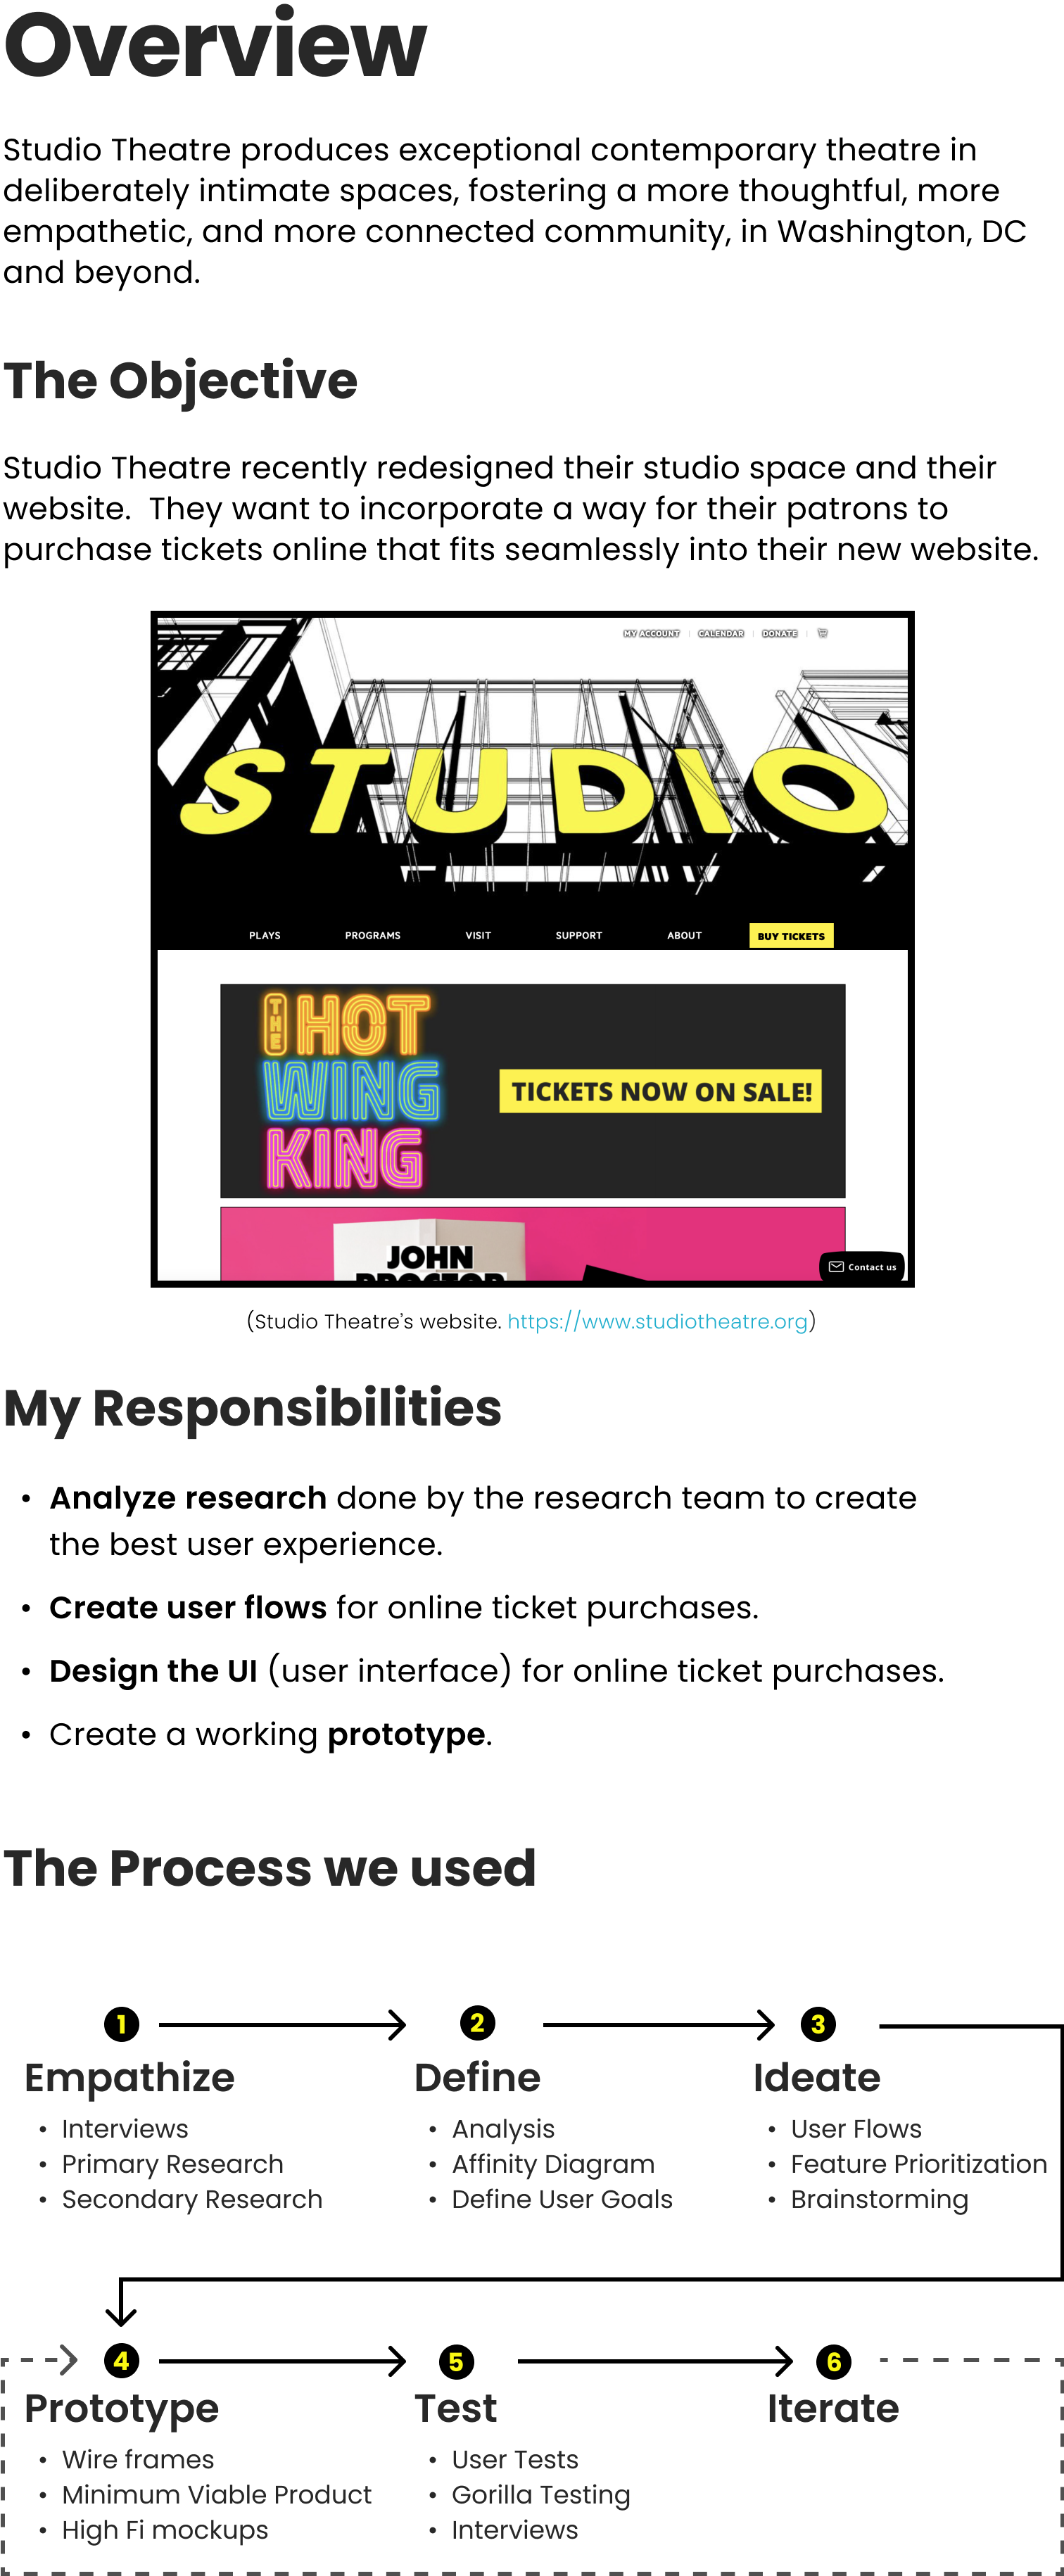 Overview
Studio Theatre produces exceptional contemporary theatre in
deliberately intimate spaces, fostering a more thoughtful, more
empathetic, and more connected community, in Washington, DC
and beyond.
The Objective
Studio Theatre recently redesigned their studio space and their
website.  They want to incorporate a way for their patrons to
purchase tickets online that fits seamlessly into their new website.
MY ACCOUNT | CALENDAR | DONATE |
STUDIO
PLAYS PROGRAMS VISIT SUPPORT ABOUT BUY TICKETS
THE HOT
WING
KING
TICKETS NOW ON SALE!
JOHN
PROCTOR
Contact us
(Studio Theatre's website. https://www.studiotheatre.org)
My Responsibilities
• Analyze research done by the research team to create
the best user experience.
• Create user flows for online ticket purchases.
• Design the UI (user interface) for online ticket purchases.
• Create a working prototype.
The Process we used
1
Empathize
• Interviews
• Primary Research
• Secondary Research
2
Define
• Analysis
• Affinity Diagram
• Define User Goals
3
Ideate
• User Flows
• Feature Prioritization
• Brainstorming
4
Prototype
• Wire frames
• Minimum Viable Product
• High Fi mockups
5
Test
• User Tests
• Gorilla Testing
• Interviews
6
Iterate